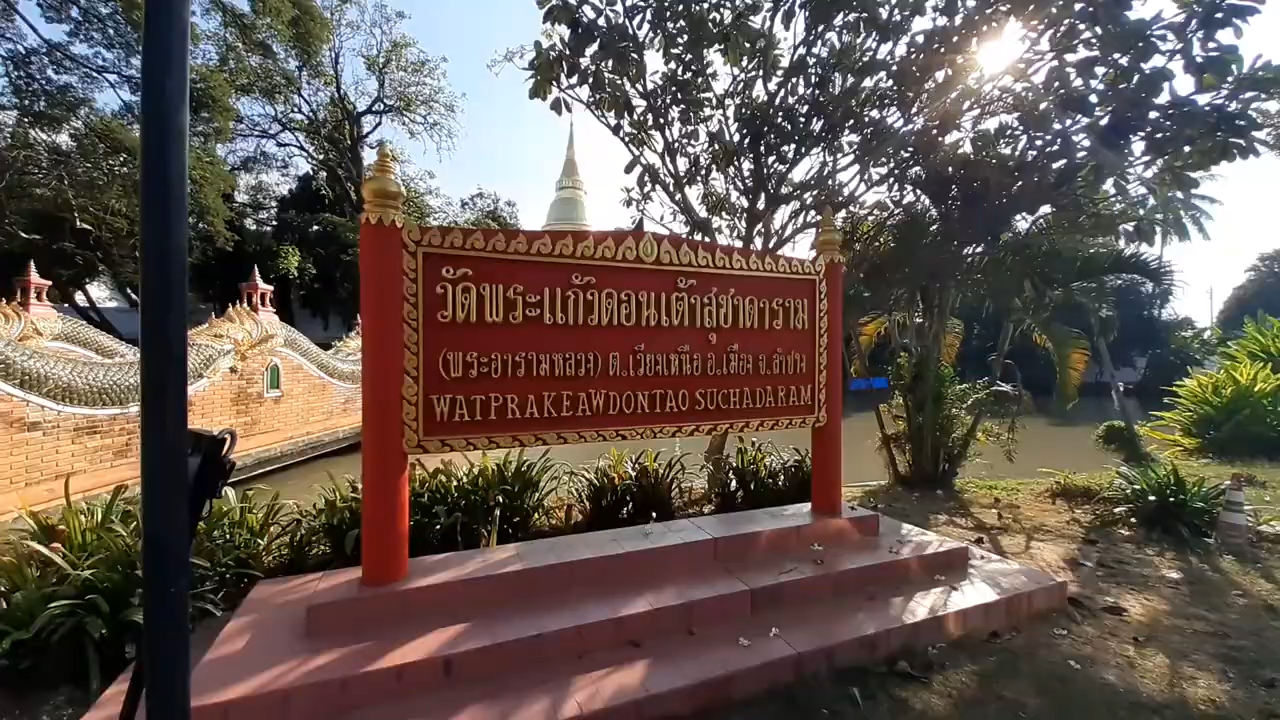 วัดพระแก้วดอนเต้าสุชาดาราม
(พระอารามหลวง) ต.เวียงเหนือ อ.เมือง จ.ลำปาง
WATPRAKEAWDONTAO SUCHADARAM